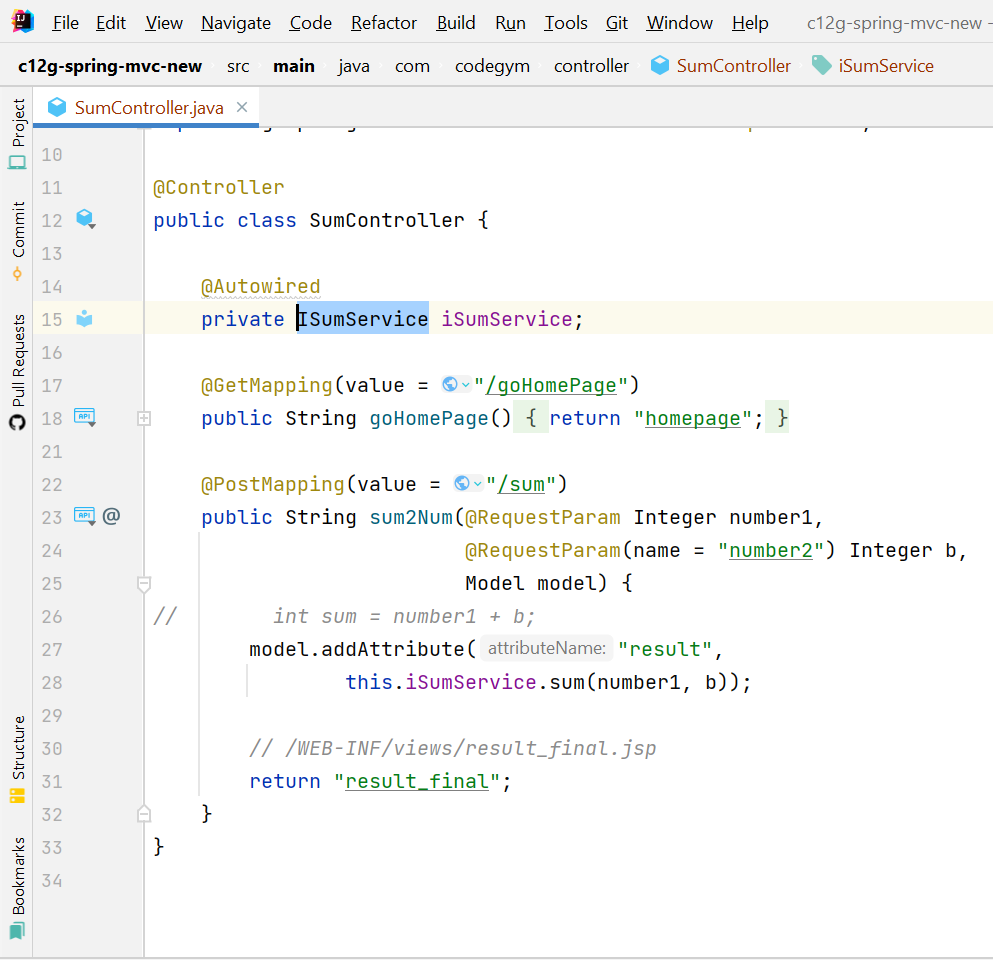 File Edit View Navigate Code Refactor Build Run Tools Git Window Help c12g-spring-mvc-new -
c12g-spring-mvc-new src main java com codegym controller SumController iSumService
SumController.java
Project
Commit
Pull Requests
Structure
Bookmarks
10
11 @Controller
12 public class SumController {
13
14 @Autowired
15 private ISumService iSumService;
16
17 @GetMapping(value = "/goHomePage")
18 public String goHomePage() { return "homepage"; }
21
22 @PostMapping(value = "/sum")
23 public String sum2Num(@RequestParam Integer number1,
24 @RequestParam(name = "number2") Integer b,
25 Model model) {
26 // int sum = number1 + b;
27 model.addAttribute( attributeName: "result",
28 this.iSumService.sum(number1, b));
29
30 // /WEB-INF/views/result_final.jsp
31 return "result_final";
32 }
33 }
34